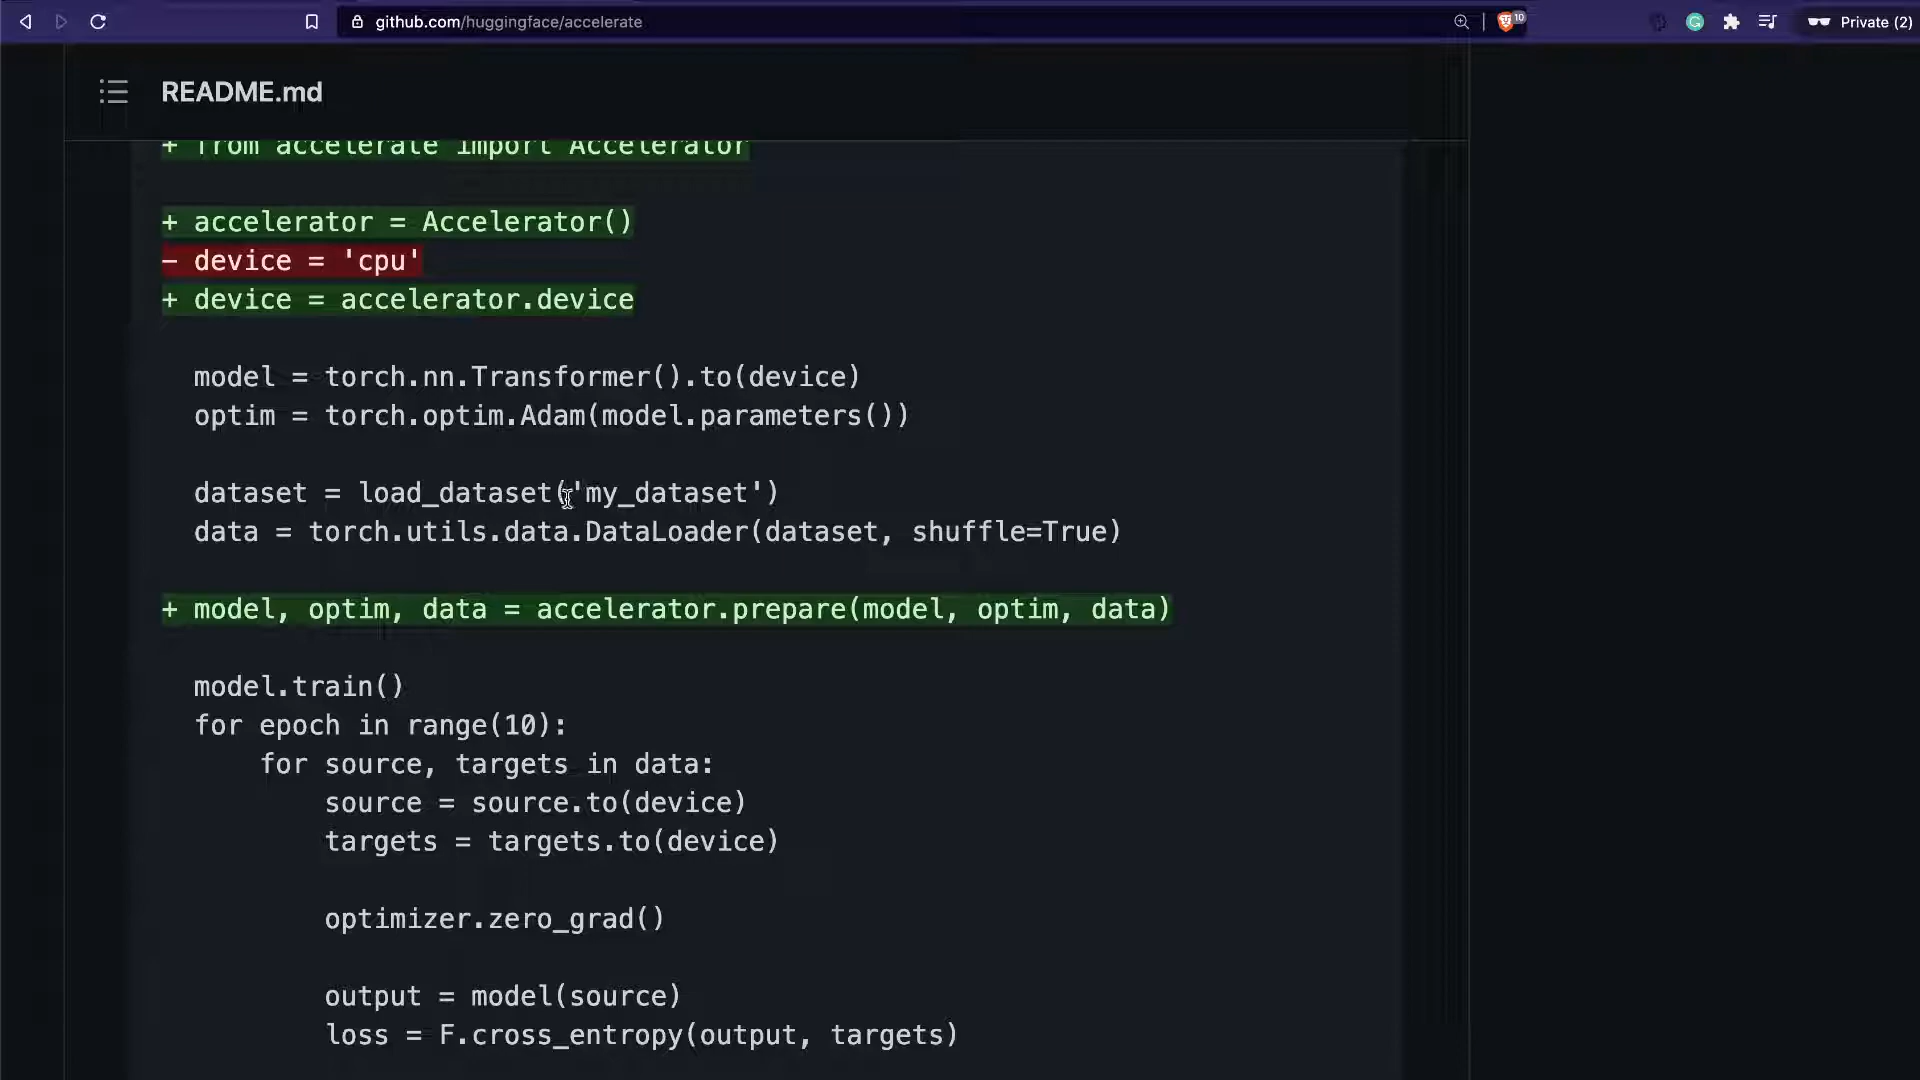 github.com/huggingface/accelerate
10
Private (2)
README.md
+ from accelerate import Accelerator
+ accelerator = Accelerator()
- device = 'cpu'
+ device = accelerator.device
model = torch.nn.Transformer().to(device)
optim = torch.optim.Adam(model.parameters())
dataset = load_dataset('my_dataset')
data = torch.utils.data.DataLoader(dataset, shuffle=True)
+ model, optim, data = accelerator.prepare(model, optim, data)
model.train()
for epoch in range(10):
for source, targets in data:
source = source.to(device)
targets = targets.to(device)
optimizer.zero_grad()
output = model(source)
loss = F.cross_entropy(output, targets)